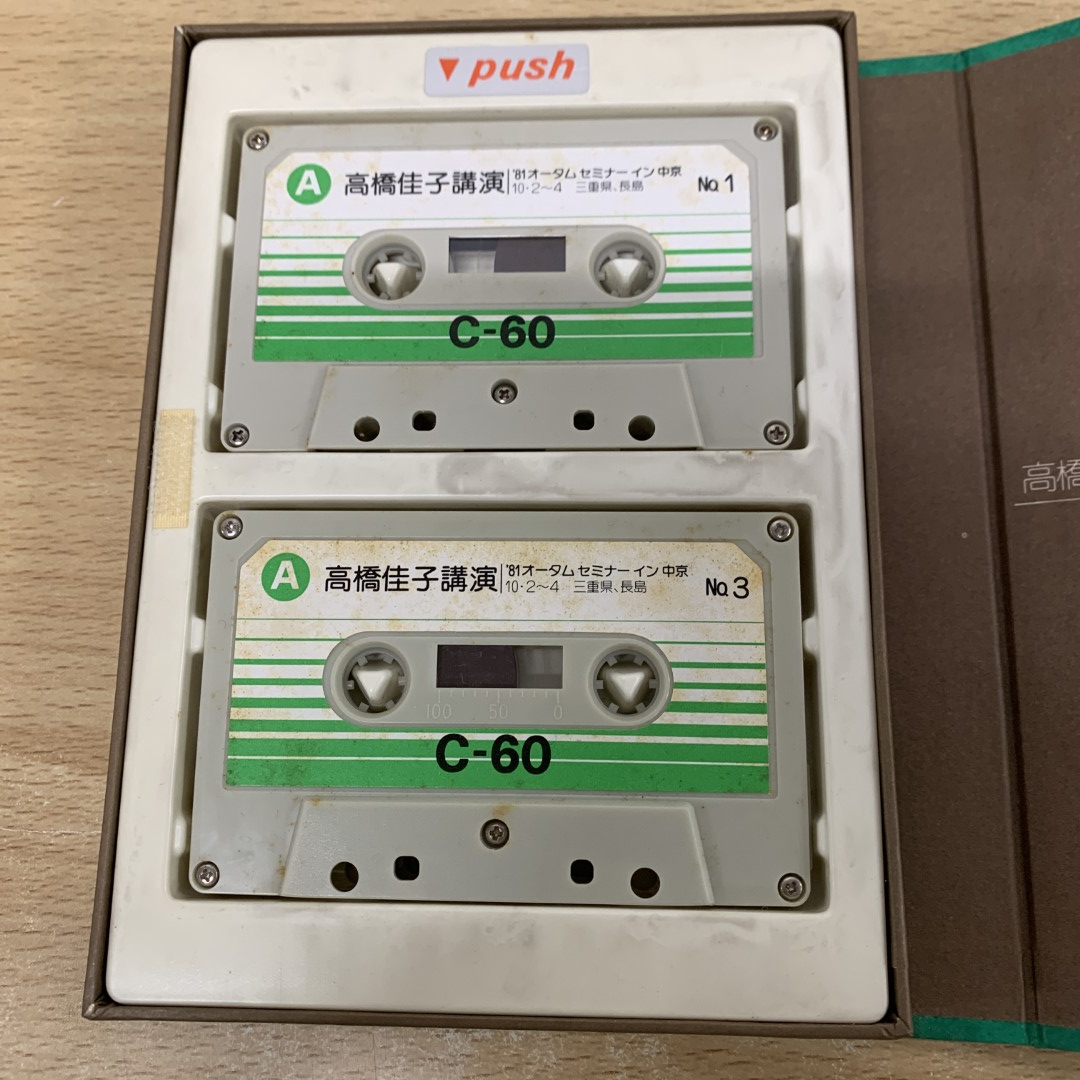 ▼push
A 高橋佳子講演 '81オータムセミナーイン中京
10・2〜4 三重県、長島
No.1
C-60
高橋
A 高橋佳子講演 '81オータムセミナーイン中京
10・2〜4 三重県、長島
No.3
100 50 0
C-60